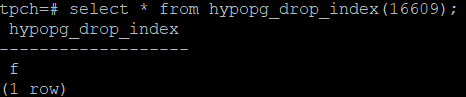 tpch=# select * from hypopg_drop_index(16609);
 hypopg_drop_index
-------------------
 f
(1 row)